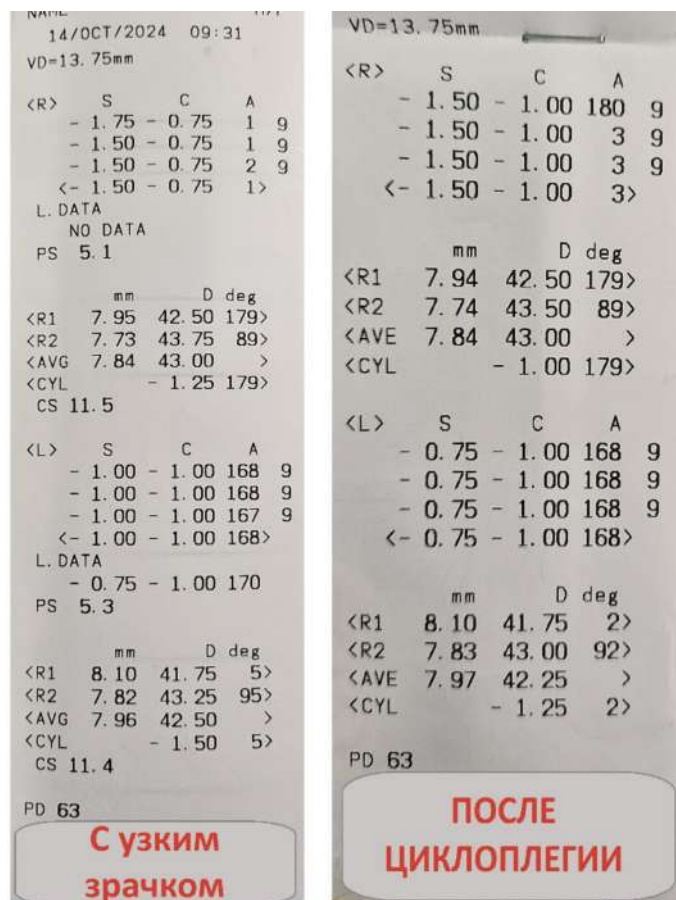 14/OCT/2024 09:31
VD=13.75mm
<R> S C A
- 1.75 - 0.75 1 9
- 1.50 - 0.75 1 9
- 1.50 - 0.75 2 9
<- 1.50 - 0.75 1>
L.DATA
NO DATA
PS 5.1
mm D deg
<R1 7.95 42.50 179>
<R2 7.73 43.75 89>
<AVG 7.84 43.00 >
<CYL - 1.25 179>
CS 11.5
<L> S C A
- 1.00 - 1.00 168 9
- 1.00 - 1.00 168 9
- 1.00 - 1.00 167 9
<- 1.00 - 1.00 168>
L.DATA
- 0.75 - 1.00 170
PS 5.3
mm D deg
<R1 8.10 41.75 5>
<R2 7.82 43.25 95>
<AVG 7.96 42.50 >
<CYL - 1.50 5>
CS 11.4
PD 63
С узким
зрачком
VD=13.75mm
<R> S C A
- 1.50 - 1.00 180 9
- 1.50 - 1.00 3 9
- 1.50 - 1.00 3 9
<- 1.50 - 1.00 3>
mm D deg
<R1 7.94 42.50 179>
<R2 7.74 43.50 89>
<AVE 7.84 43.00 >
<CYL - 1.00 179>
<L> S C A
- 0.75 - 1.00 168 9
- 0.75 - 1.00 168 9
- 0.75 - 1.00 168 9
<- 0.75 - 1.00 168>
mm D deg
<R1 8.10 41.75 2>
<R2 7.83 43.00 92>
<AVE 7.97 42.25 >
<CYL - 1.25 2>
PD 63
ПОСЛЕ
ЦИКЛОПЛЕГИИ